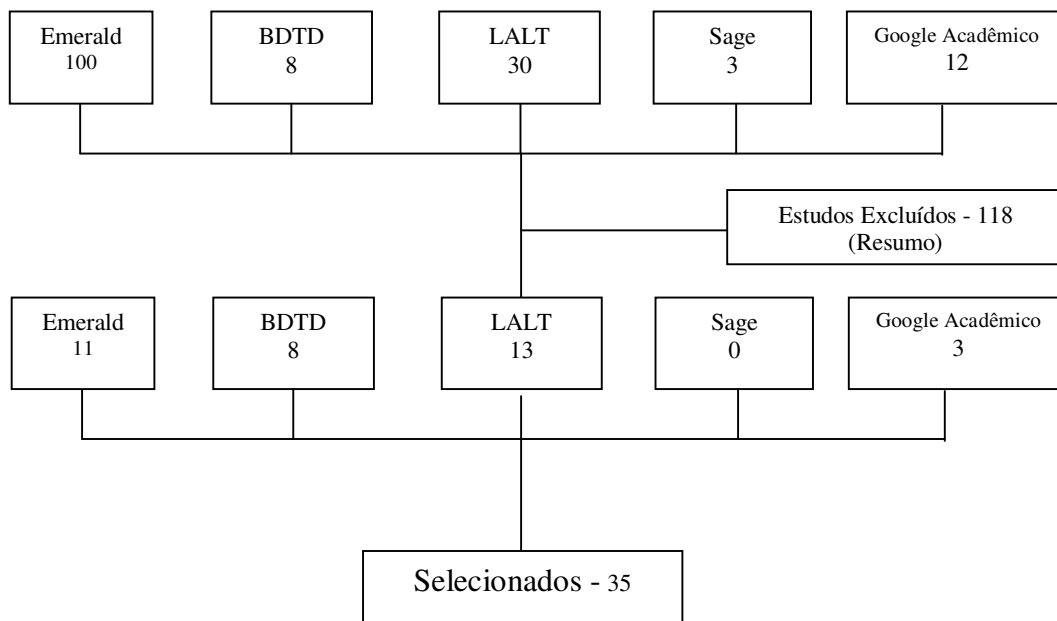 Emerald
100
BDTD
8
LALT
30
Sage
3
Google Acadêmico
12
Estudos Excluídos - 118
(Resumo)
Emerald
11
BDTD
8
LALT
13
Sage
0
Google Acadêmico
3
Selecionados - 35